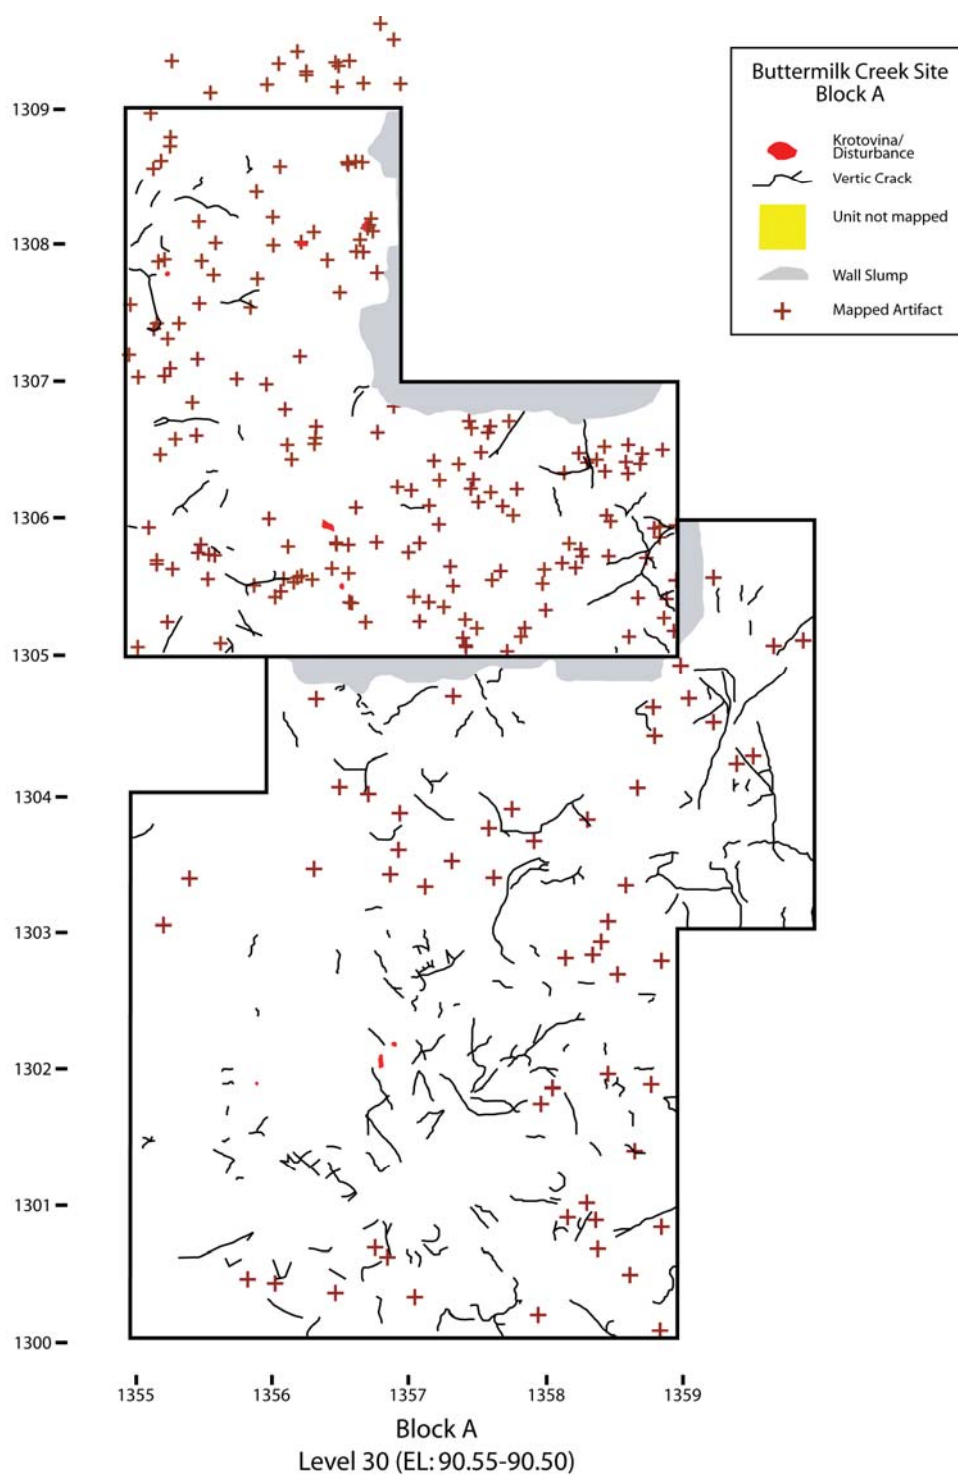 Buttermilk Creek Site
Block A
Krotovina/
Disturbance
Vertic Crack
Unit not mapped
Wall Slump
Mapped Artifact
1309
1308
1307
1306
1305
1304
1303
1302
1301
1300
1355 1356 1357 1358 1359
Block A
Level 30 (EL: 90.55-90.50)